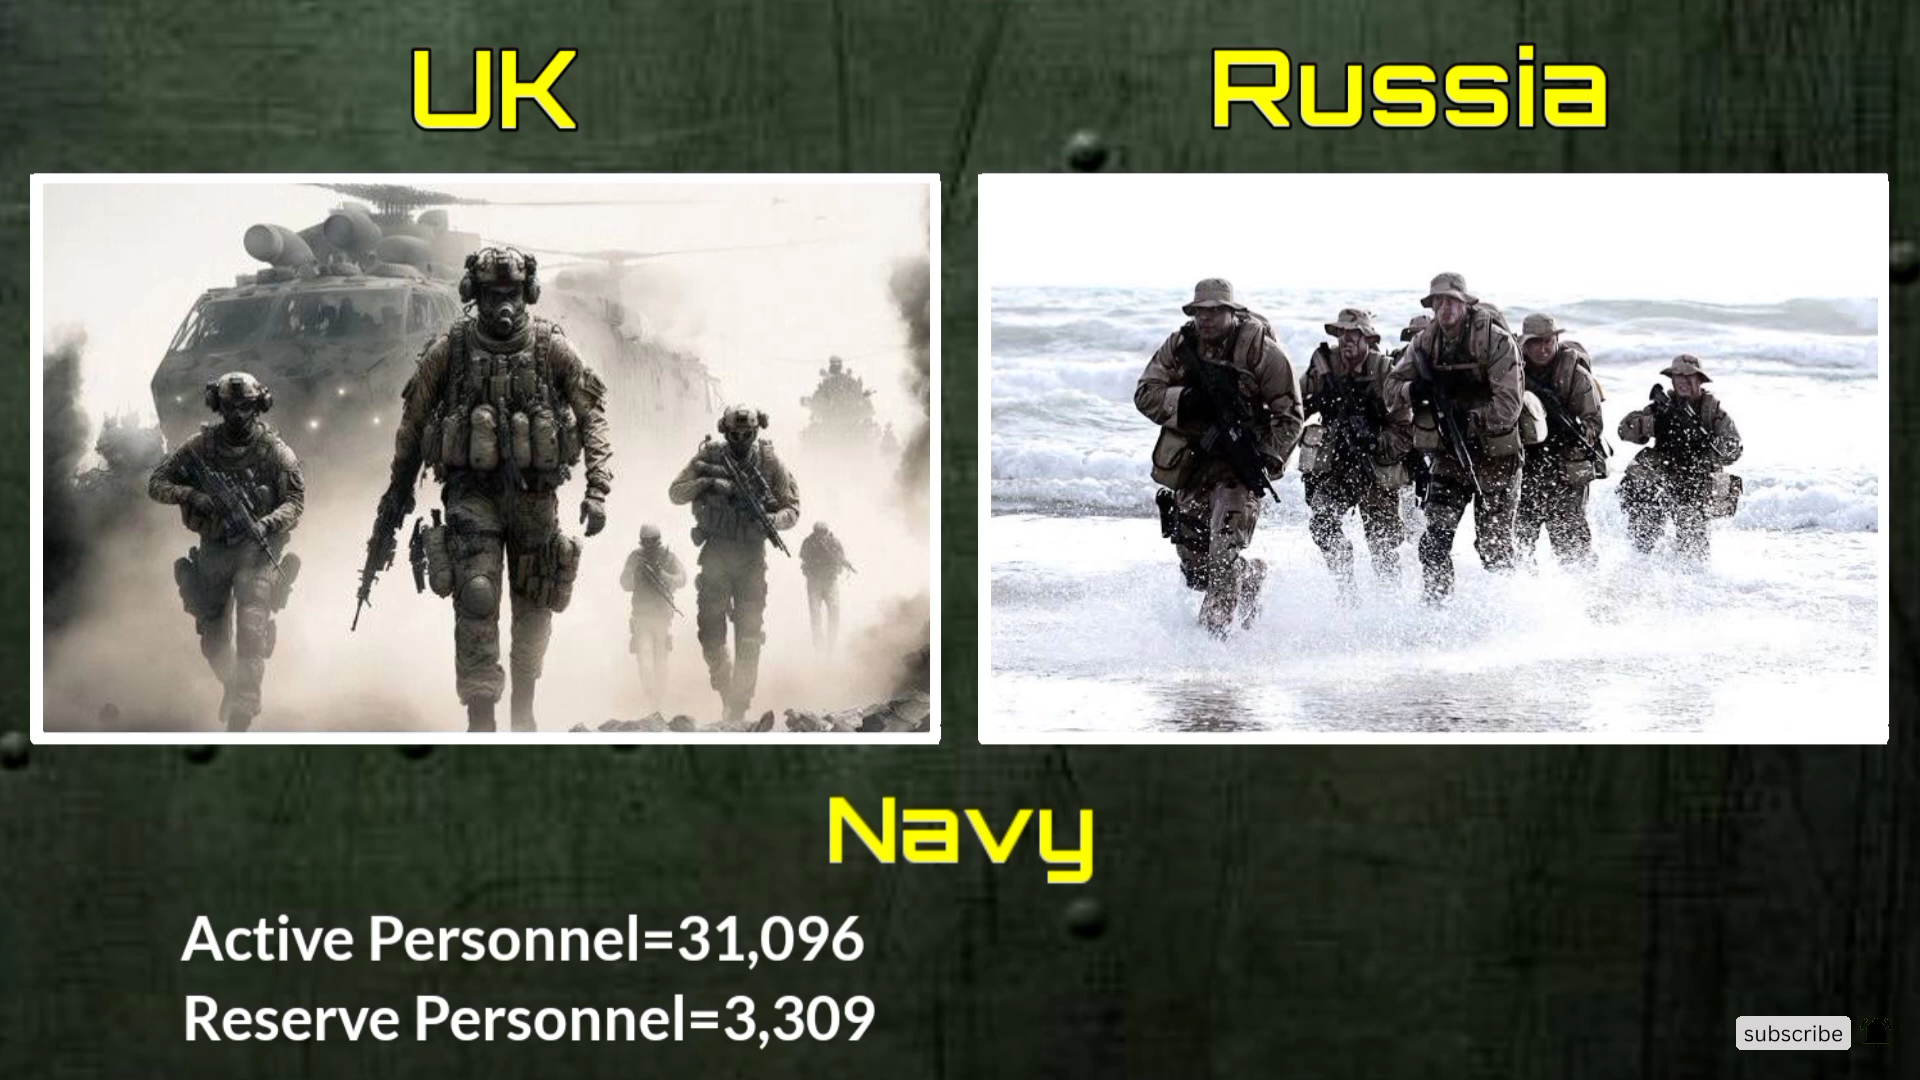 UK
Russia
Navy
Active Personnel=31,096
Reserve Personnel=3,309
subscribe